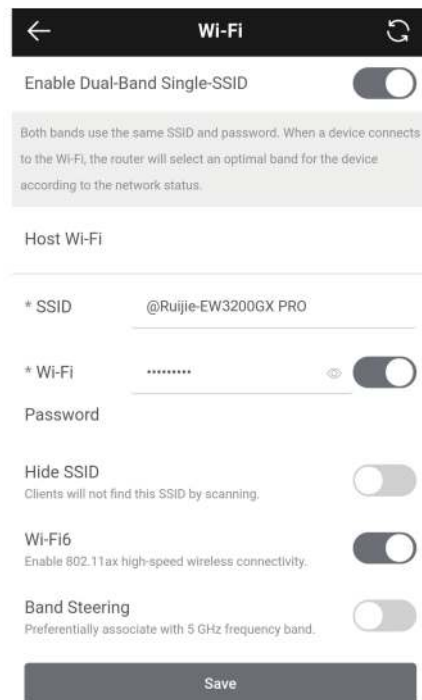 Wi-Fi
Enable Dual-Band Single-SSID
Both bands use the same SSID and password. When a device connects
to the Wi-Fi, the router will select an optimal band for the device
according to the network status.
Host Wi-Fi
* SSID @Ruijie-EW3200GX PRO
* Wi-Fi •••••••••
Password
Hide SSID
Clients will not find this SSID by scanning.
Wi-Fi6
Enable 802.11ax high-speed wireless connectivity.
Band Steering
Preferentially associate with 5 GHz frequency band.
Save